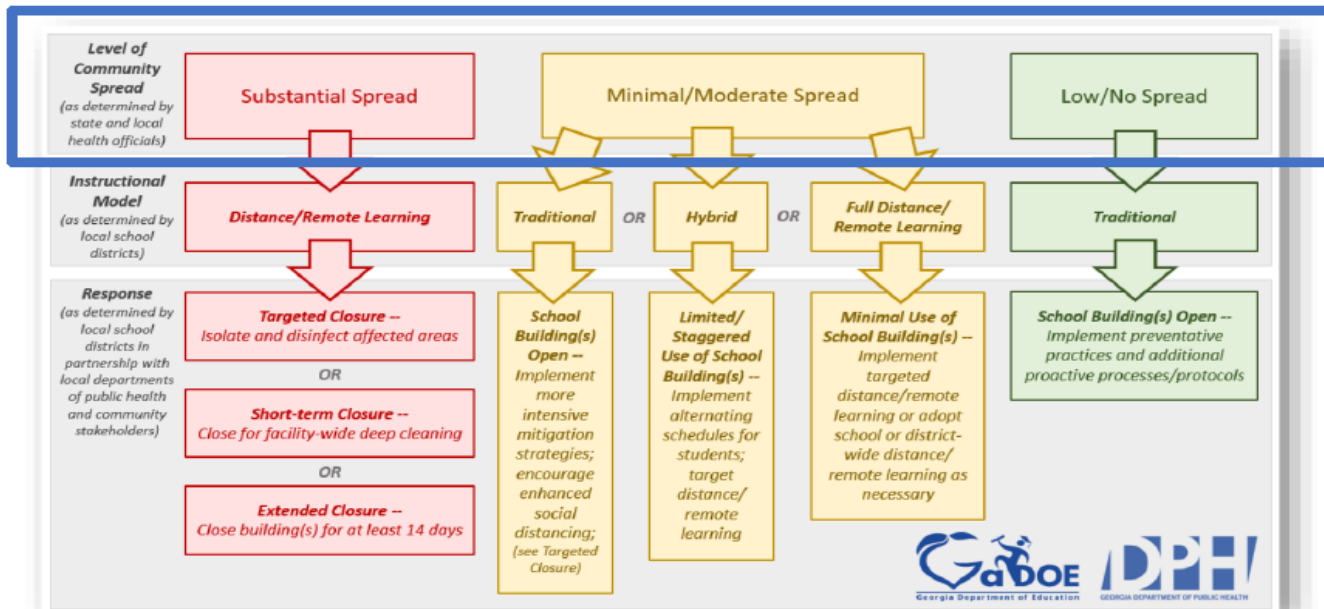 Level of
Community
Spread
(as determined by
state and local
health officials)
Substantial Spread
Minimal/Moderate Spread
Low/No Spread
Instructional
Model
(as determined by
local school
districts)
Distance/Remote Learning
Traditional
OR
Hybrid
OR
Full Distance/
Remote Learning
Traditional
Response
(as determined by
local school
districts in
partnership with
local departments
of public health
and community
stakeholders)
Targeted Closure --
Isolate and disinfect affected areas
OR
Short-term Closure --
Close for facility-wide deep cleaning
OR
Extended Closure --
Close building(s) for at least 14 days
School
Building(s)
Open --
Implement
more
intensive
mitigation
strategies;
encourage
enhanced
social
distancing;
(see Targeted
Closure)
Limited/
Staggered
Use of School
Building(s) --
Implement
alternating
schedules for
students;
target
distance/
remote
learning
Minimal Use of
School Building(s) --
Implement
targeted
distance/remote
learning or adopt
school or district-
wide distance/
remote learning as
necessary
School Building(s) Open --
Implement preventative
practices and additional
proactive processes/protocols
GaDOE
Georgia Department of Education
DPH
GEORGIA DEPARTMENT OF PUBLIC HEALTH